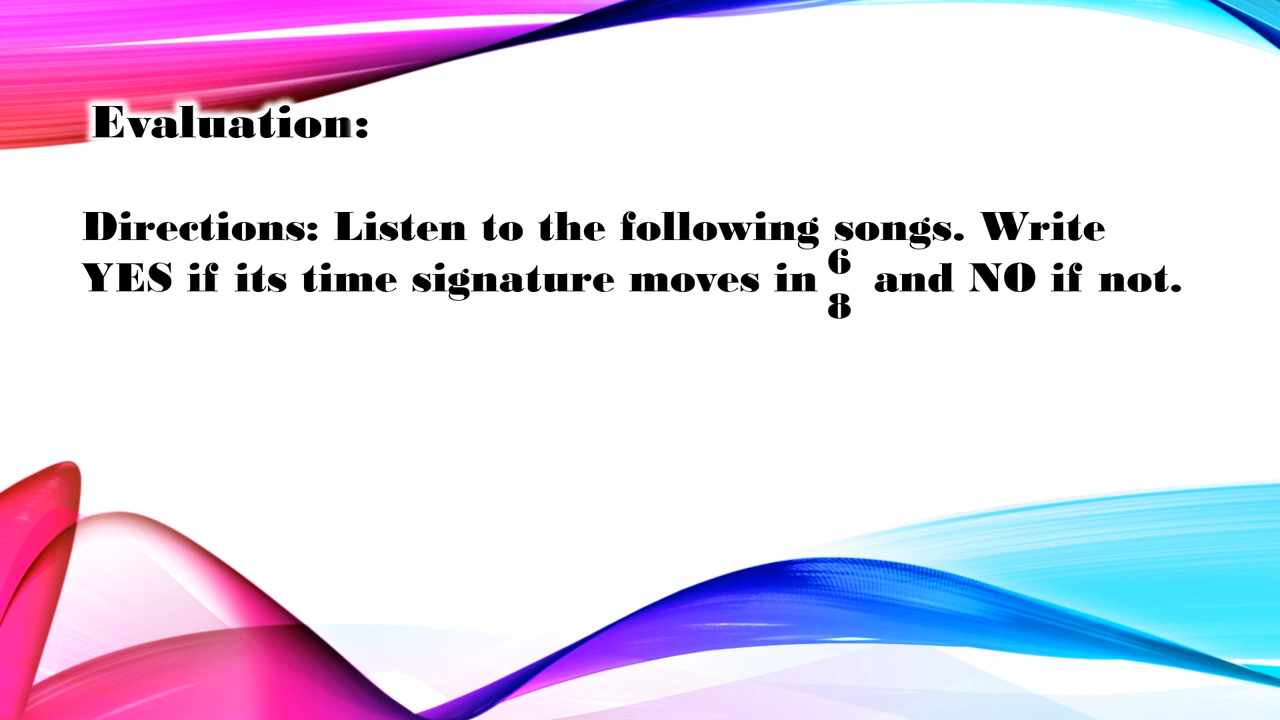 Evaluation:
Directions: Listen to the following songs. Write
YES if its time signature moves in 6 and NO if not.
8